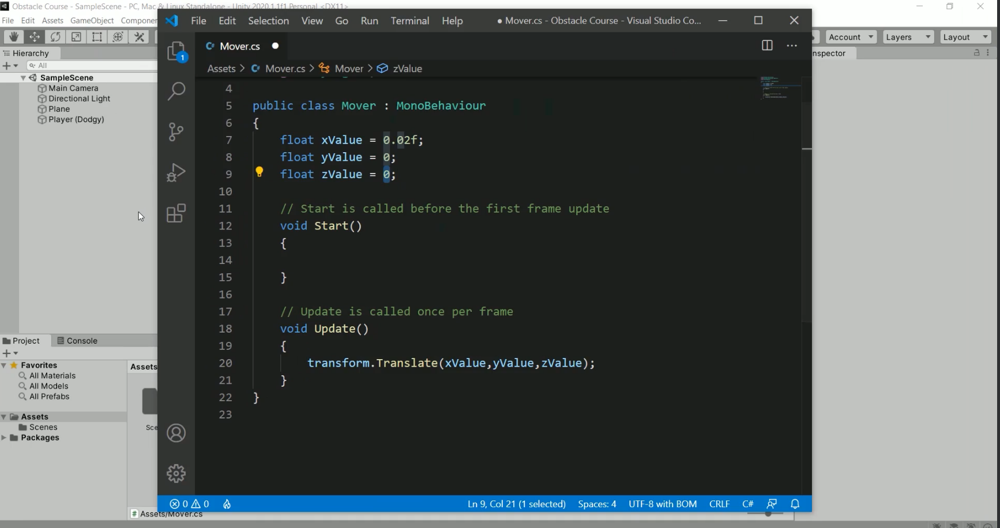 Obstacle Course - SampleScene - PC, Mac & Linux Standalone - Unity 2020.1.1f1 Personal <DX11>
File Edit Assets GameObject Componen
File Edit Selection View Go Run Terminal Help
● Mover.cs - Obstacle Course - Visual Studio Co...
Account Layers Layout
Hierarchy
nspector
All
SampleScene
Main Camera
Directional Light
Plane
Player (Dodgy)
1
C# Mover.cs ●
Assets > C# Mover.cs > Mover > zValue
4
5 public class Mover : MonoBehaviour
6 {
7 float xValue = 0.02f;
8 float yValue = 0;
9 float zValue = 0;
10
11 // Start is called before the first frame update
12 void Start()
13 {
14
15 }
16
17 // Update is called once per frame
18 void Update()
19 {
20 transform.Translate(xValue,yValue,zValue);
21 }
22 }
23
Project Console
Favorites
All Materials
All Models
All Prefabs
Assets
Scenes
Packages
Assets
Sce
0 0
Ln 9, Col 21 (1 selected) Spaces: 4 UTF-8 with BOM CRLF C#
# Assets/Mover.cs